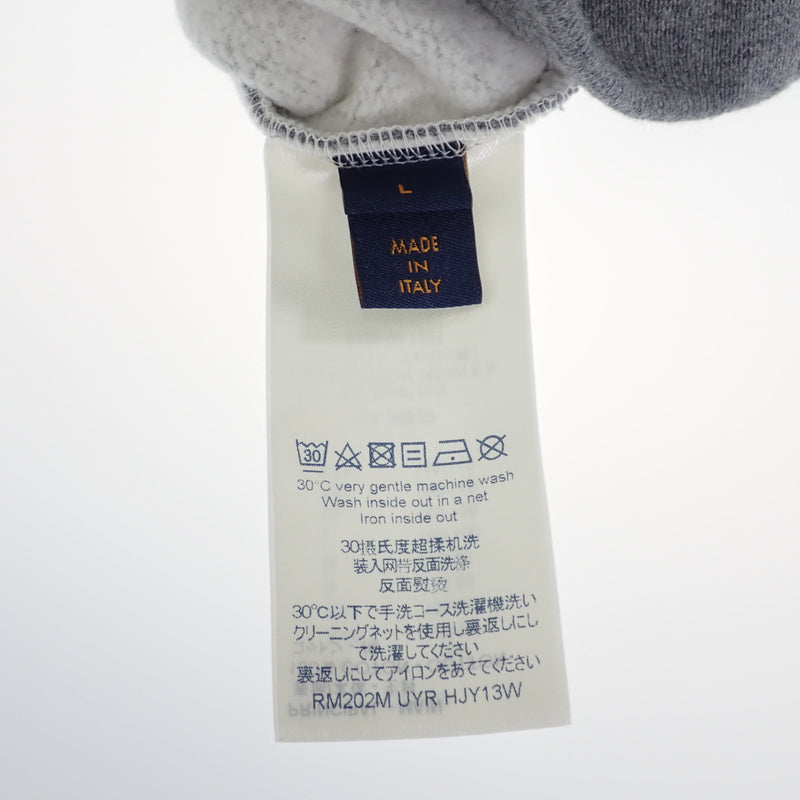 L
MADE
IN
ITALY
30
30°C very gentle machine wash
Wash inside out in a net
Iron inside out
30摄氏度超揉机洗
装入网带反面洗涤
反面熨烫
30℃以下で手洗コース洗濯機洗い
クリーニングネットを使用し裏返しにし
て洗濯してください
裏返しにしてアイロンをあててください
RM202M UYR HJY13W